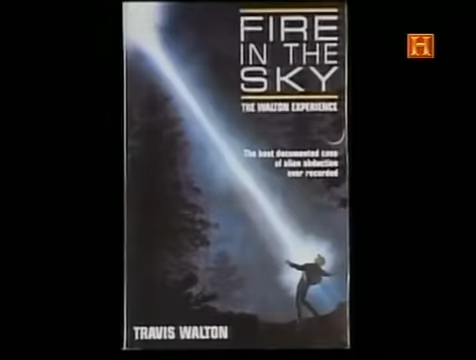 FIRE
IN THE
SKY
THE WALTON EXPERIENCE
The best documented case
of alien abduction
ever recorded
TRAVIS WALTON
H